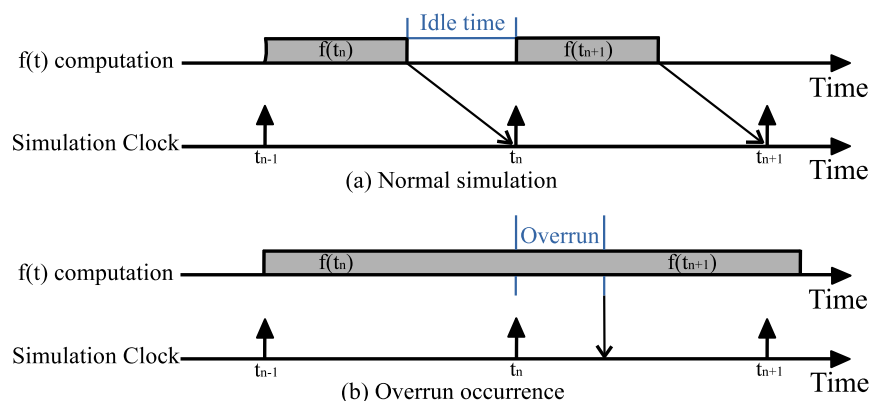 Idle time
f(t) computation f(tn) f(tn+1)
Time
Simulation Clock
Time
tn-1 tn tn+1
(a) Normal simulation
Overrun
f(t) computation f(tn) f(tn+1)
Time
Simulation Clock
Time
tn-1 tn tn+1
(b) Overrun occurrence